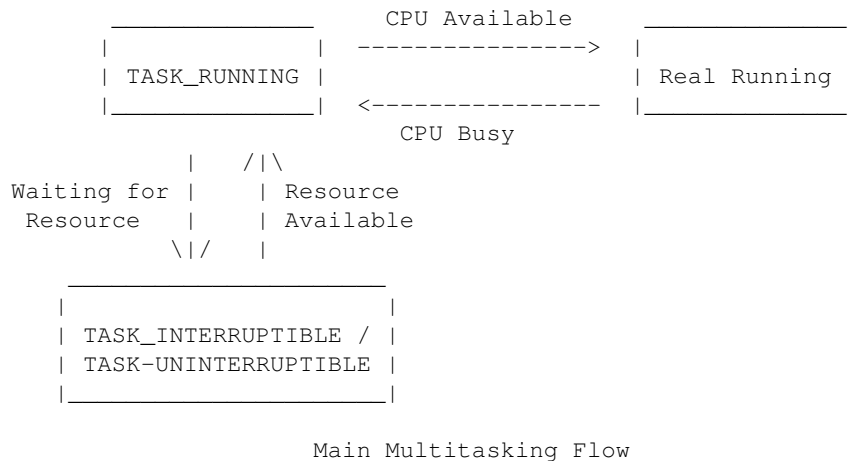 CPU Available
TASK_RUNNING
Real Running
CPU Busy
Waiting for
Resource
Resource
Available
TASK_INTERRUPTIBLE /
TASK-UNINTERRUPTIBLE
Main Multitasking Flow